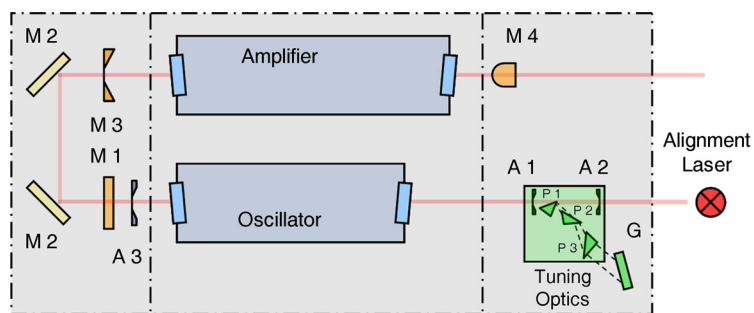 M 2
Amplifier
M 4
M 3
M 1
Alignment
Laser
A 1
A 2
P 1
P 2
M 2
Oscillator
G
P 3
A 3
Tuning
Optics